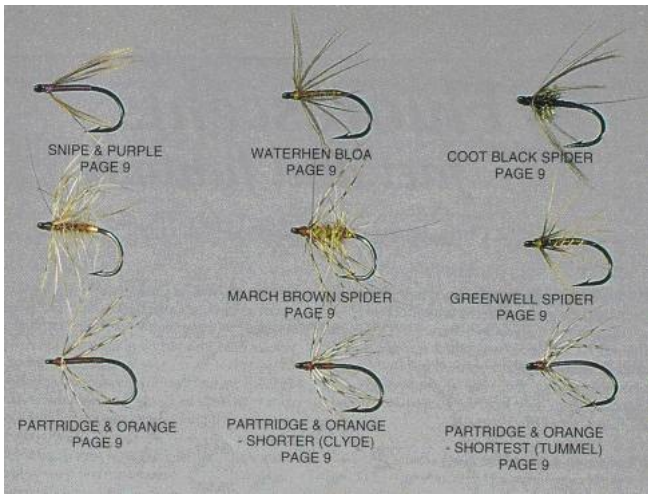 SNIPE & PURPLE
PAGE 9
WATERHEN BLOA
PAGE 9
COOT BLACK SPIDER
PAGE 9
MARCH BROWN SPIDER
PAGE 9
GREENWELL SPIDER
PAGE 9
PARTRIDGE & ORANGE
PAGE 9
PARTRIDGE & ORANGE
- SHORTER (CLYDE)
PAGE 9
PARTRIDGE & ORANGE
- SHORTEST (TUMMEL)
PAGE 9